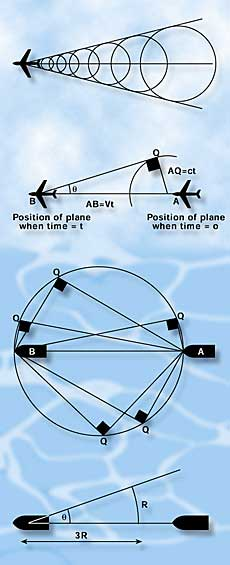 Q
AQ=ct
B
θ
AB=Vt
A
Position of plane
when time = t
Position of plane
when time = o
Q
Q
Q
B
A
Q
Q
R
θ
3R